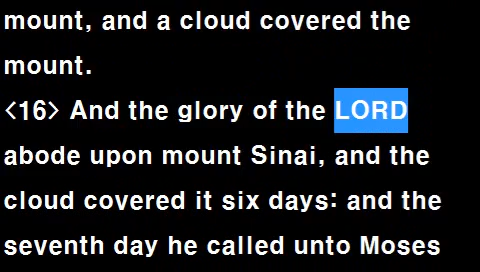 mount, and a cloud covered the
mount.
<16> And the glory of the LORD
abode upon mount Sinai, and the
cloud covered it six days: and the
seventh day he called unto Moses